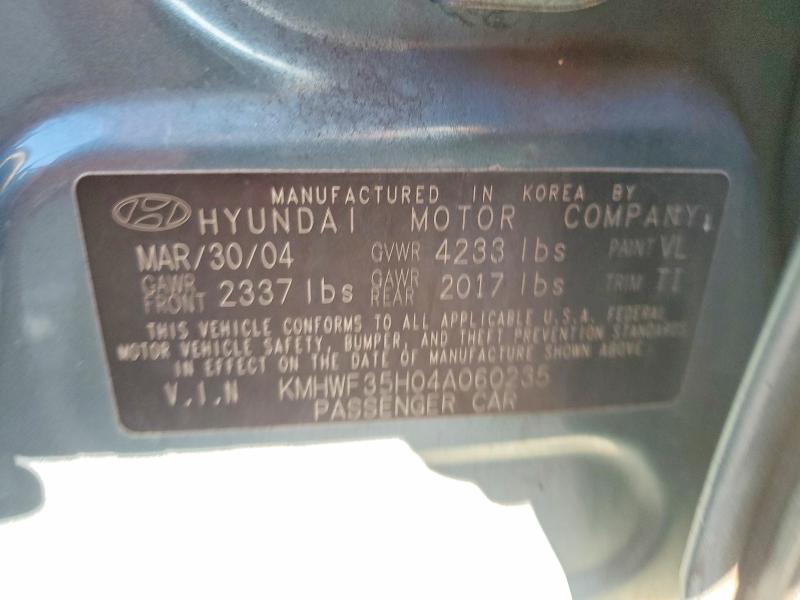 MANUFACTURED IN KOREA BY
HYUNDAI MOTOR COMPANY
MAR/30/04 GVWR 4233 lbs PAINT VL
GAWR FRONT 2337 lbs GAWR REAR 2017 lbs TRIM TI
THIS VEHICLE CONFORMS TO ALL APPLICABLE U.S.A. FEDERAL
MOTOR VEHICLE SAFETY, BUMPER, AND THEFT PREVENTION STANDARDS
IN EFFECT ON THE DATE OF MANUFACTURE SHOWN ABOVE.
V.I.N KMHWF35H04A060235
PASSENGER CAR